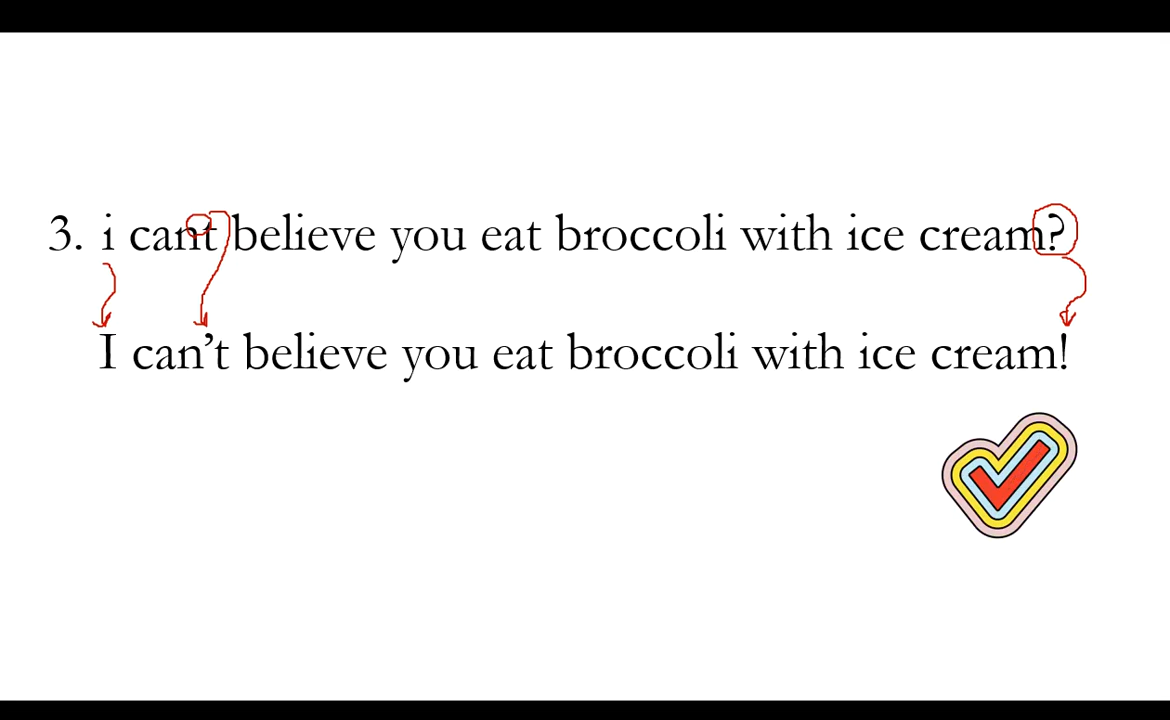 3. i cant believe you eat broccoli with ice cream?
I can’t believe you eat broccoli with ice cream!